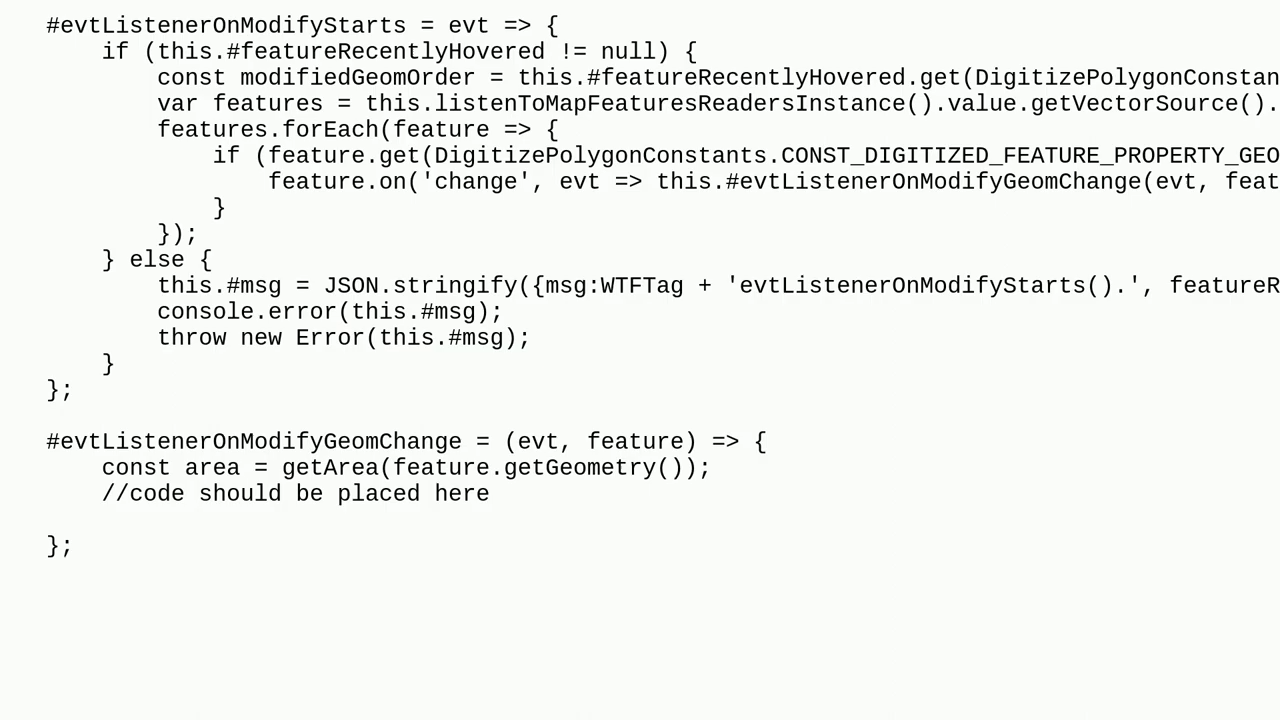 #evtListenerOnModifyStarts = evt => {
if (this.#featureRecentlyHovered != null) {
const modifiedGeomOrder = this.#featureRecentlyHovered.get(DigitizePolygonConstan
var features = this.listenToMapFeaturesReadersInstance().value.getVectorSource().
features.forEach(feature => {
if (feature.get(DigitizePolygonConstants.CONST_DIGITIZED_FEATURE_PROPERTY_GEO
feature.on('change', evt => this.#evtListenerOnModifyGeomChange(evt, feat
}
});
} else {
this.#msg = JSON.stringify({msg:WTFTag + 'evtListenerOnModifyStarts().', featureR
console.error(this.#msg);
throw new Error(this.#msg);
}
};
#evtListenerOnModifyGeomChange = (evt, feature) => {
const area = getArea(feature.getGeometry());
//code should be placed here
};